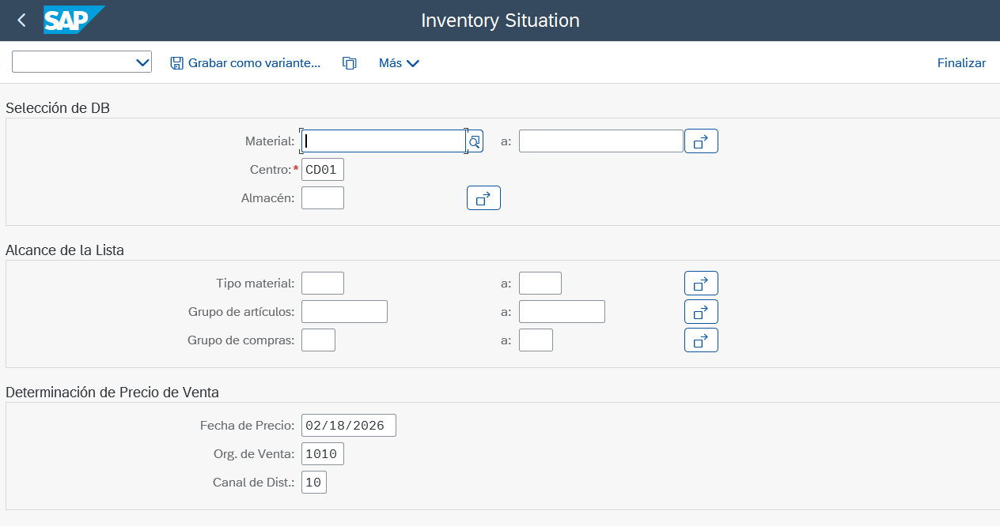 SAP Inventory Situation
Grabar como variante... Más Finalizar
Selección de DB
Material: a:
Centro:* CD01
Almacén:
Alcance de la Lista
Tipo material: a:
Grupo de artículos: a:
Grupo de compras: a:
Determinación de Precio de Venta
Fecha de Precio: 02/18/2026
Org. de Venta: 1010
Canal de Dist.: 10